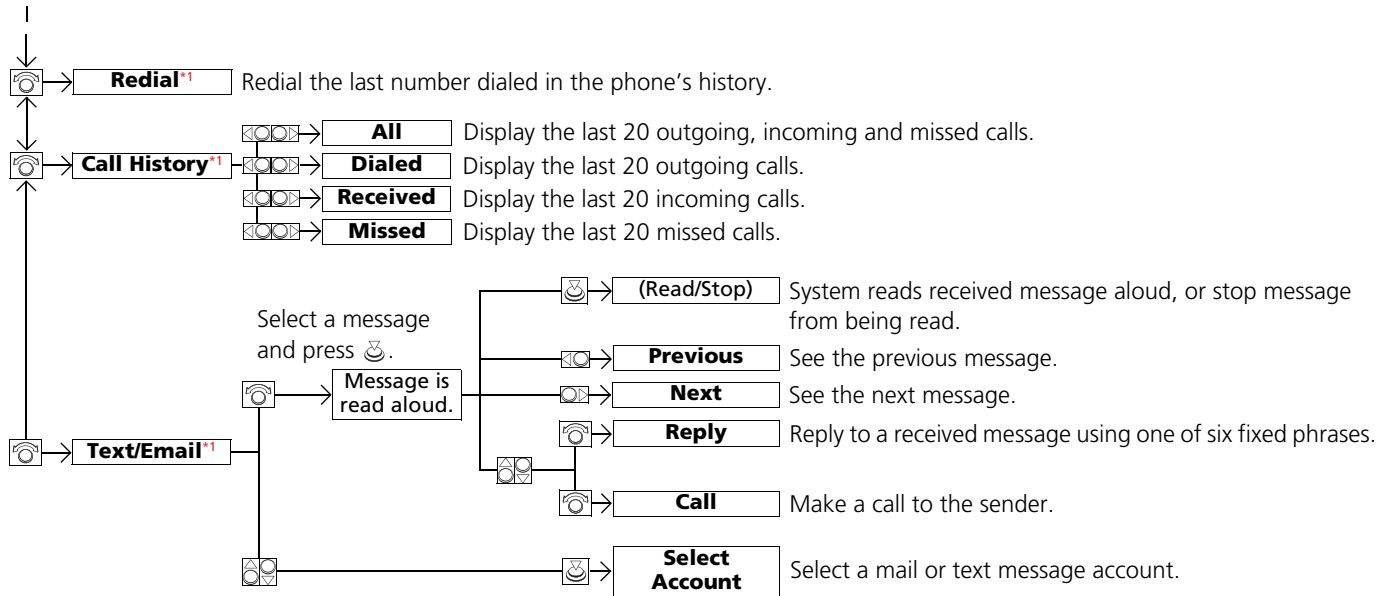 Redial*1 Redial the last number dialed in the phone's history.
All Display the last 20 outgoing, incoming and missed calls.
Call History*1 Dialed Display the last 20 outgoing calls.
Received Display the last 20 incoming calls.
Missed Display the last 20 missed calls.
(Read/Stop) System reads received message aloud, or stop message
from being read.
Select a message
and press .
Previous See the previous message.
Message is
read aloud.
Next See the next message.
Reply Reply to a received message using one of six fixed phrases.
Text/Email*1
Call Make a call to the sender.
Select
Account
Select a mail or text message account.